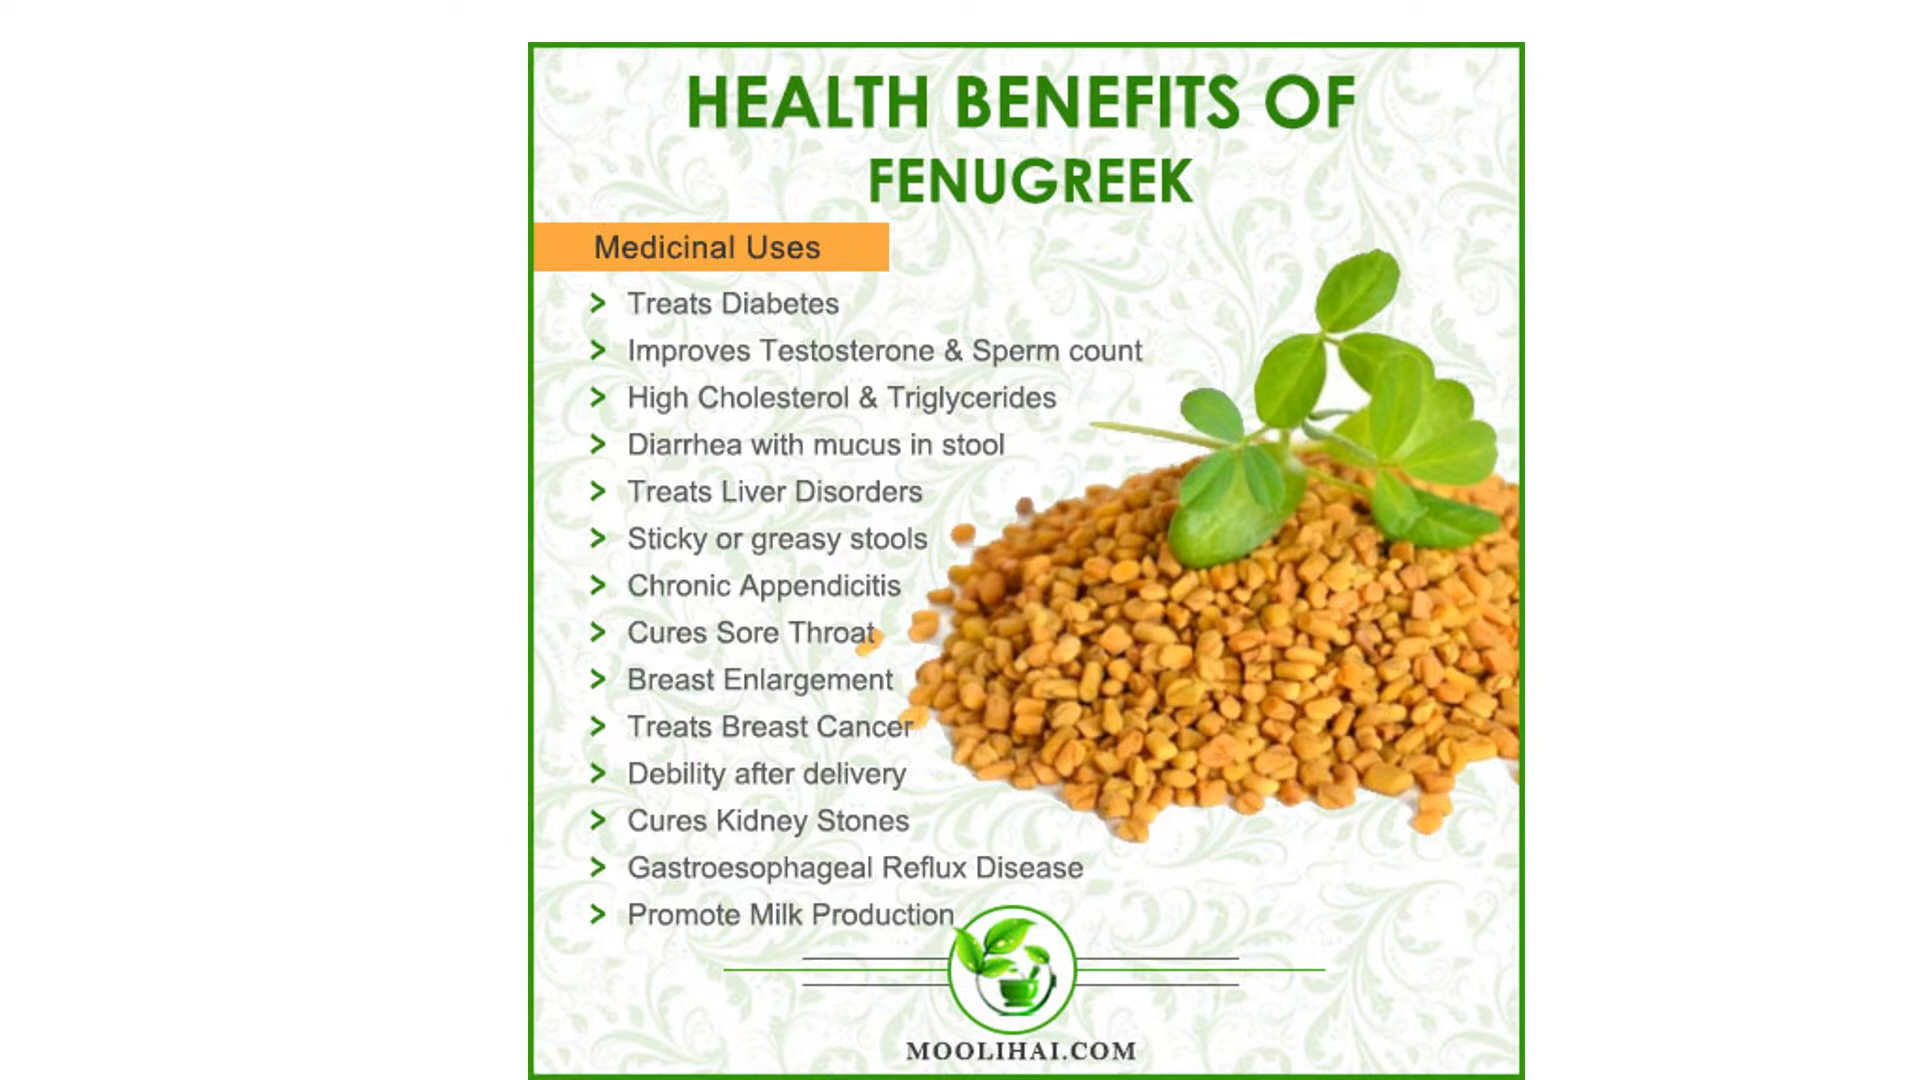 HEALTH BENEFITS OF
FENUGREEK
Medicinal Uses
Treats Diabetes
Improves Testosterone & Sperm count
High Cholesterol & Triglycerides
Diarrhea with mucus in stool
Treats Liver Disorders
Sticky or greasy stools
Chronic Appendicitis
Cures Sore Throat
Breast Enlargement
Treats Breast Cancer
Debility after delivery
Cures Kidney Stones
Gastroesophageal Reflux Disease
Promote Milk Production
MOOLIHAI.COM